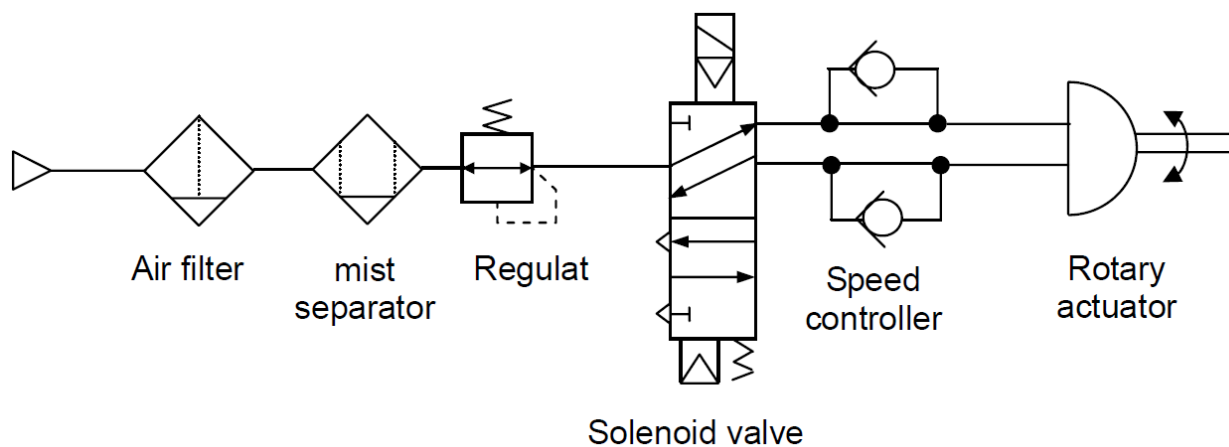 Air filter
mist
separator
Regulat
Speed
controller
Rotary
actuator
Solenoid valve